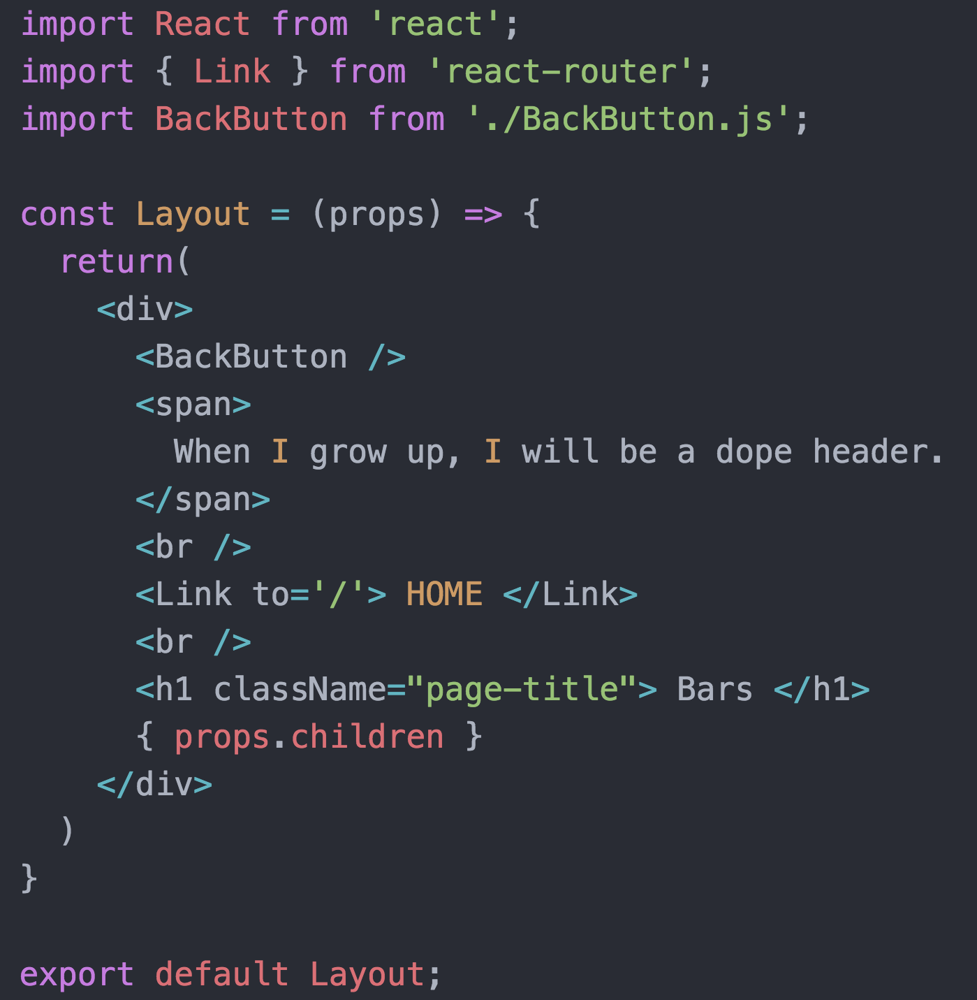 import React from 'react';
import { Link } from 'react-router';
import BackButton from './BackButton.js';

const Layout = (props) => {
  return(
    <div>
      <BackButton />
      <span>
        When I grow up, I will be a dope header.
      </span>
      <br />
      <Link to='/'> HOME </Link>
      <br />
      <h1 className="page-title"> Bars </h1>
      { props.children }
    </div>
  )
}

export default Layout;